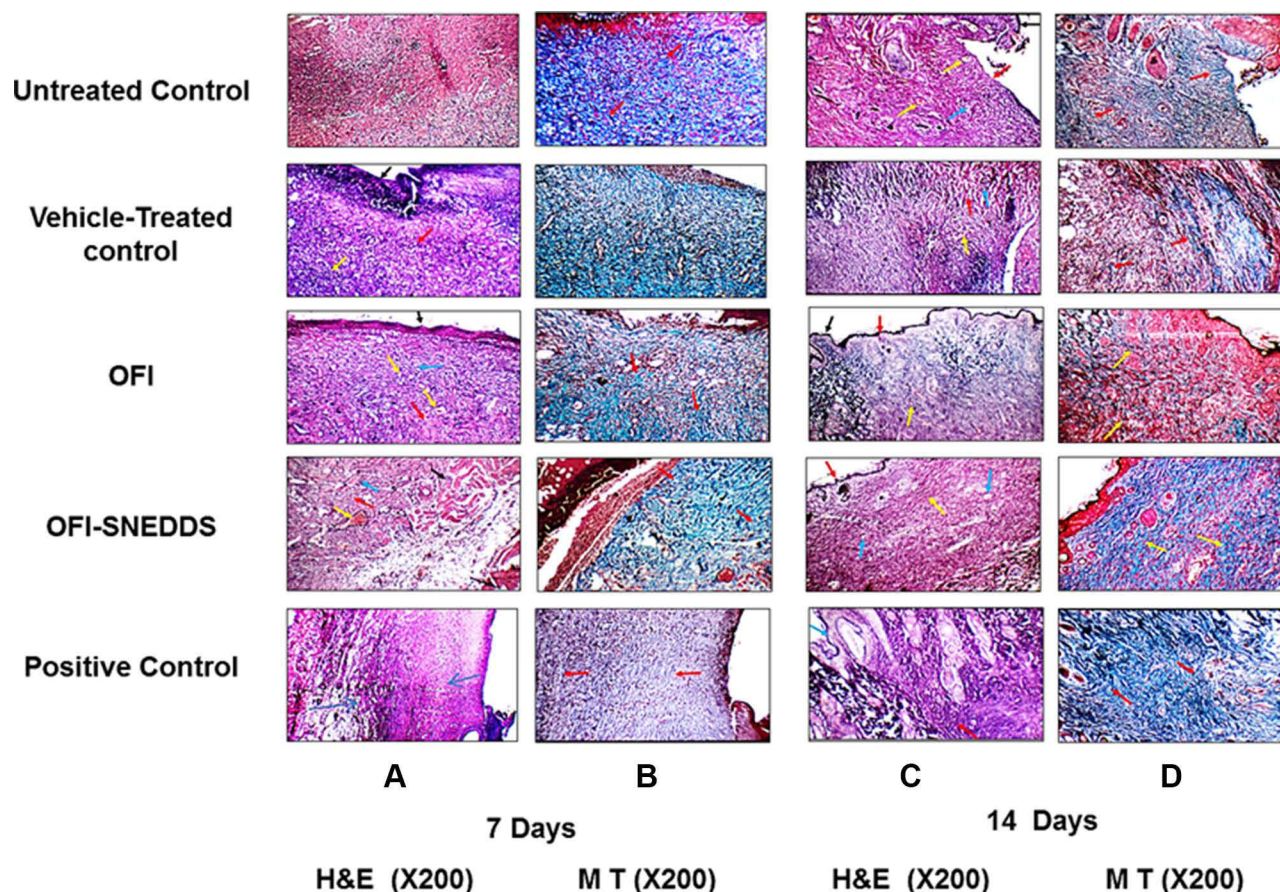 Untreated Control
Vehicle-Treated
control
OFI
OFI-SNEDDS
Positive Control
A B C D
7 Days 14 Days
H&E (X200) M T (X200) H&E (X200) M T (X200)